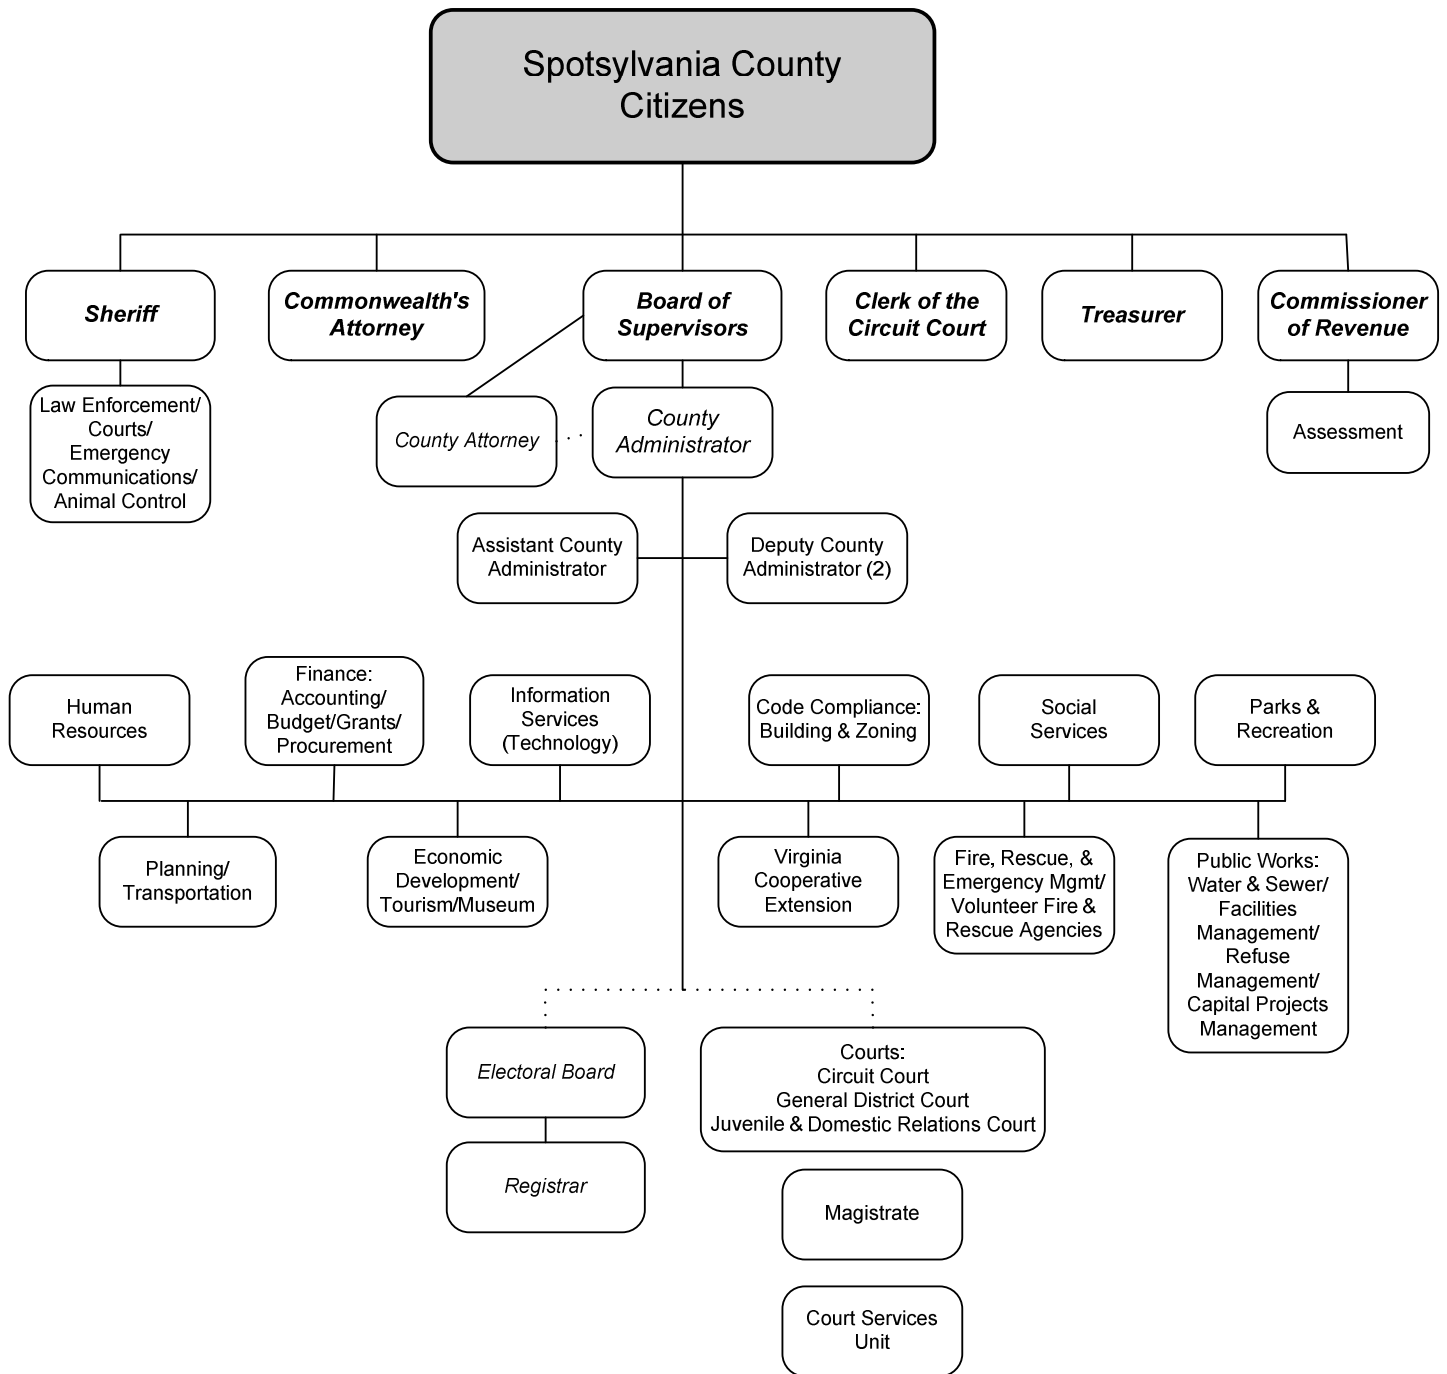 Spotsylvania County
Citizens
Sheriff
Commonwealth's
Attorney
Board of
Supervisors
Clerk of the
Circuit Court
Treasurer
Commissioner
of Revenue
Law Enforcement/
Courts/
Emergency
Communications/
Animal Control
County Attorney
County
Administrator
Assessment
Assistant County
Administrator
Deputy County
Administrator (2)
Human
Resources
Finance:
Accounting/
Budget/Grants/
Procurement
Information
Services
(Technology)
Code Compliance:
Building & Zoning
Social
Services
Parks &
Recreation
Planning/
Transportation
Economic
Development/
Tourism/Museum
Virginia
Cooperative
Extension
Fire, Rescue, &
Emergency Mgmt/
Volunteer Fire &
Rescue Agencies
Public Works:
Water & Sewer/
Facilities
Management/
Refuse
Management/
Capital Projects
Management
Electoral Board
Registrar
Courts:
Circuit Court
General District Court
Juvenile & Domestic Relations Court
Magistrate
Court Services
Unit